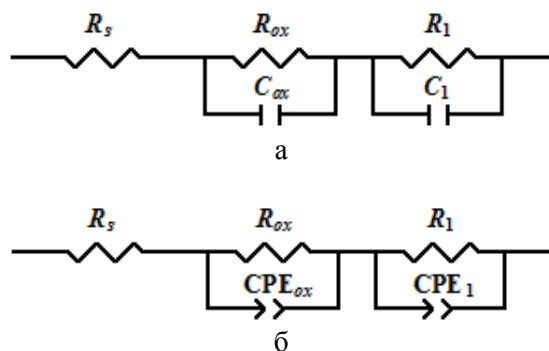 Rs Rox R1
Cox C1
а
Rs Rox R1
CPEox CPE1
б